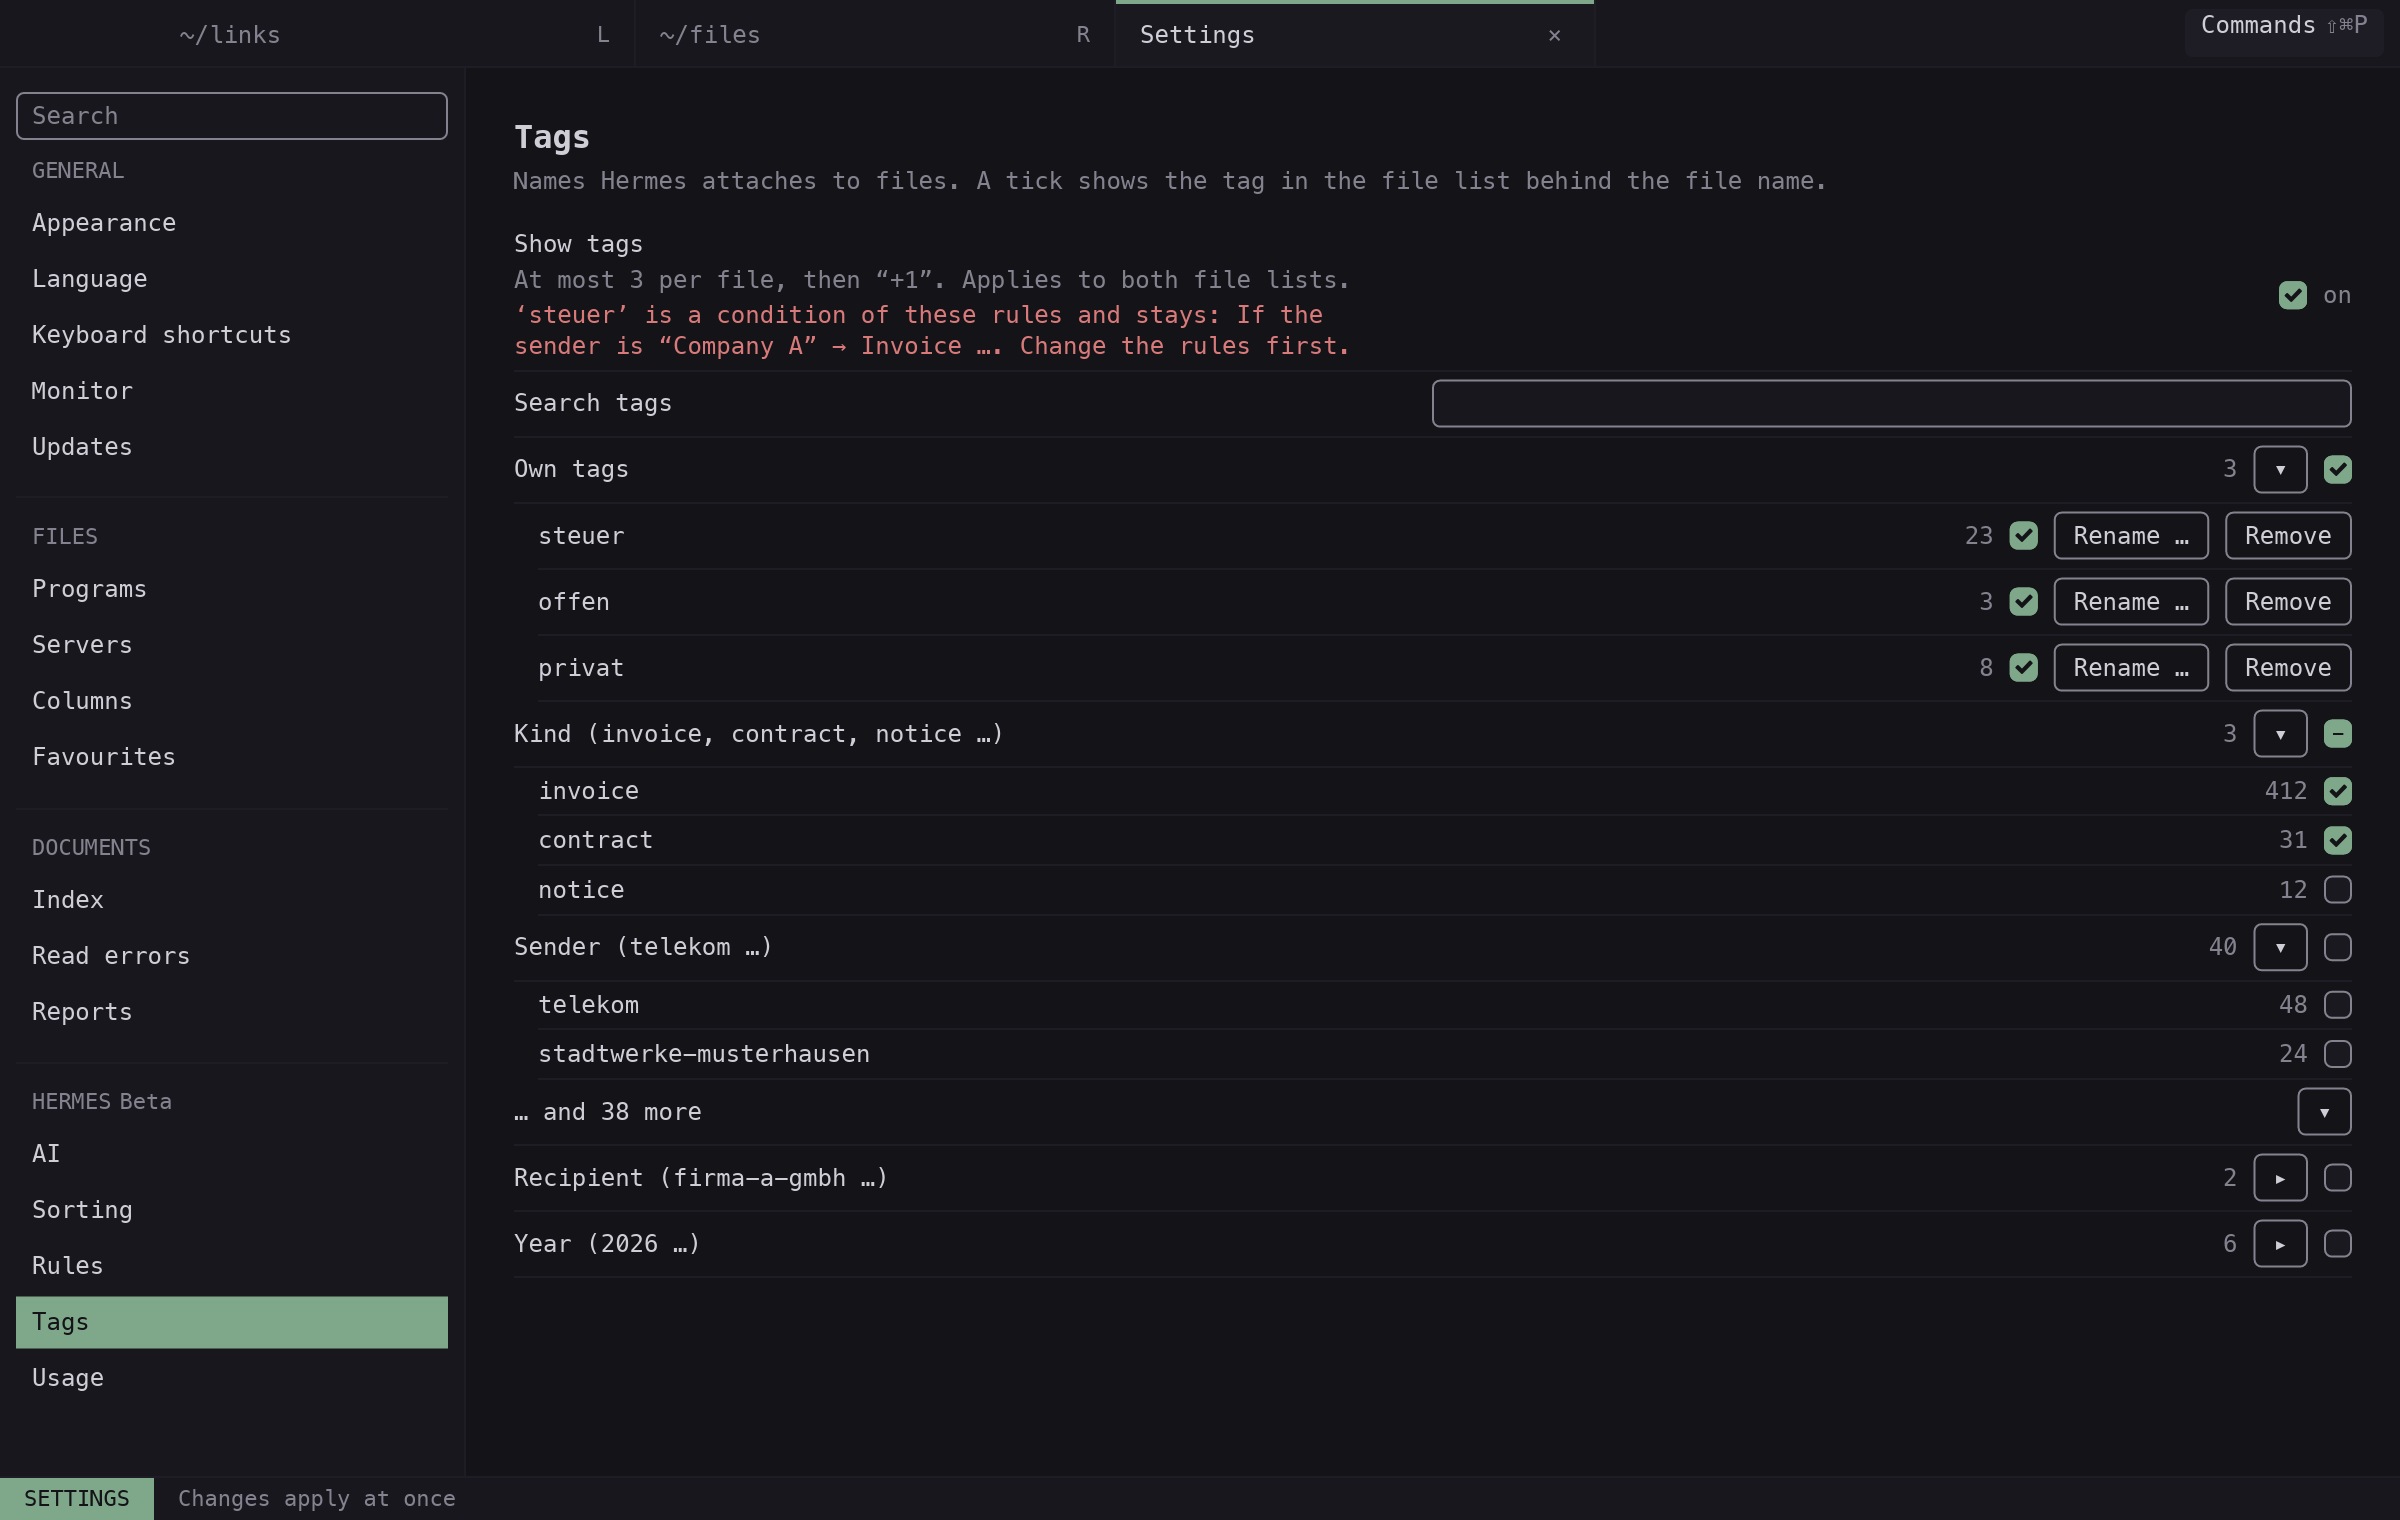 ~/links L ~/files R Settings × Commands ⇧⌘P
Search
GENERAL
Appearance
Language
Keyboard shortcuts
Monitor
Updates
FILES
Programs
Servers
Columns
Favourites
DOCUMENTS
Index
Read errors
Reports
HERMES Beta
AI
Sorting
Rules
Tags
Usage
Tags
Names Hermes attaches to files. A tick shows the tag in the file list behind the file name.
Show tags
At most 3 per file, then “+1”. Applies to both file lists.
‘steuer’ is a condition of these rules and stays: If the
sender is “Company A” → Invoice …. Change the rules first.
on
Search tags
Own tags 3 ▾
steuer 23 Rename … Remove
offen 3 Rename … Remove
privat 8 Rename … Remove
Kind (invoice, contract, notice …) 3 ▾
invoice 412
contract 31
notice 12
Sender (telekom …) 40 ▾
telekom 48
stadtwerke-musterhausen 24
… and 38 more ▾
Recipient (firma-a-gmbh …) 2 ▸
Year (2026 …) 6 ▸
SETTINGS Changes apply at once